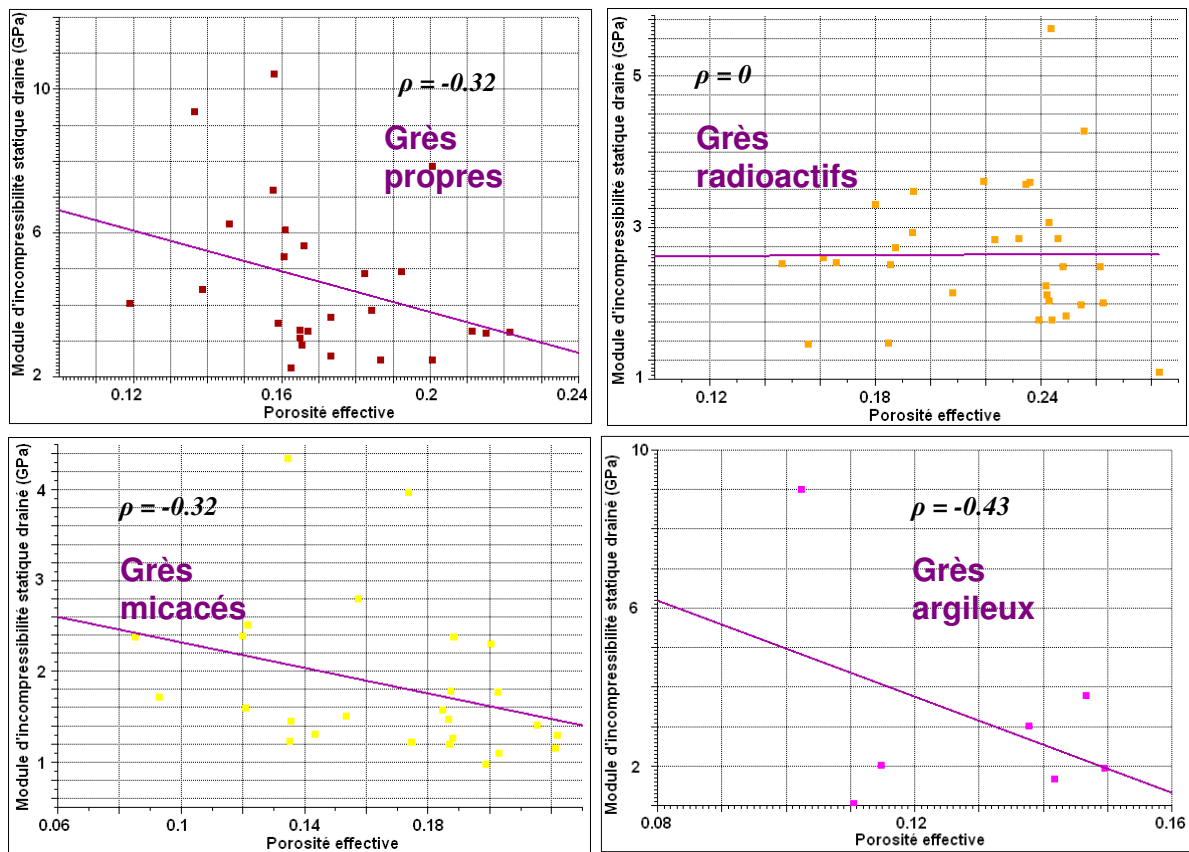 Module d'incompressibilité statique drainé (GPa)
10
6
2
ρ = -0.32
Grès
propres
0.12
0.16
0.2
0.24
Porosité effective
Module d'incompressibilité statique drainé (GPa)
5
3
1
ρ = 0
Grès
radioactifs
0.12
0.18
0.24
Porosité effective
Module d'incompressibilité statique drainé (GPa)
4
3
2
1
ρ = -0.32
Grès
micacés
0.06
0.1
0.14
0.18
Porosité effective
Module d'incompressibilité statique drainé (GPa)
10
6
2
ρ = -0.43
Grès
argileux
0.08
0.12
0.16
Porosité effective